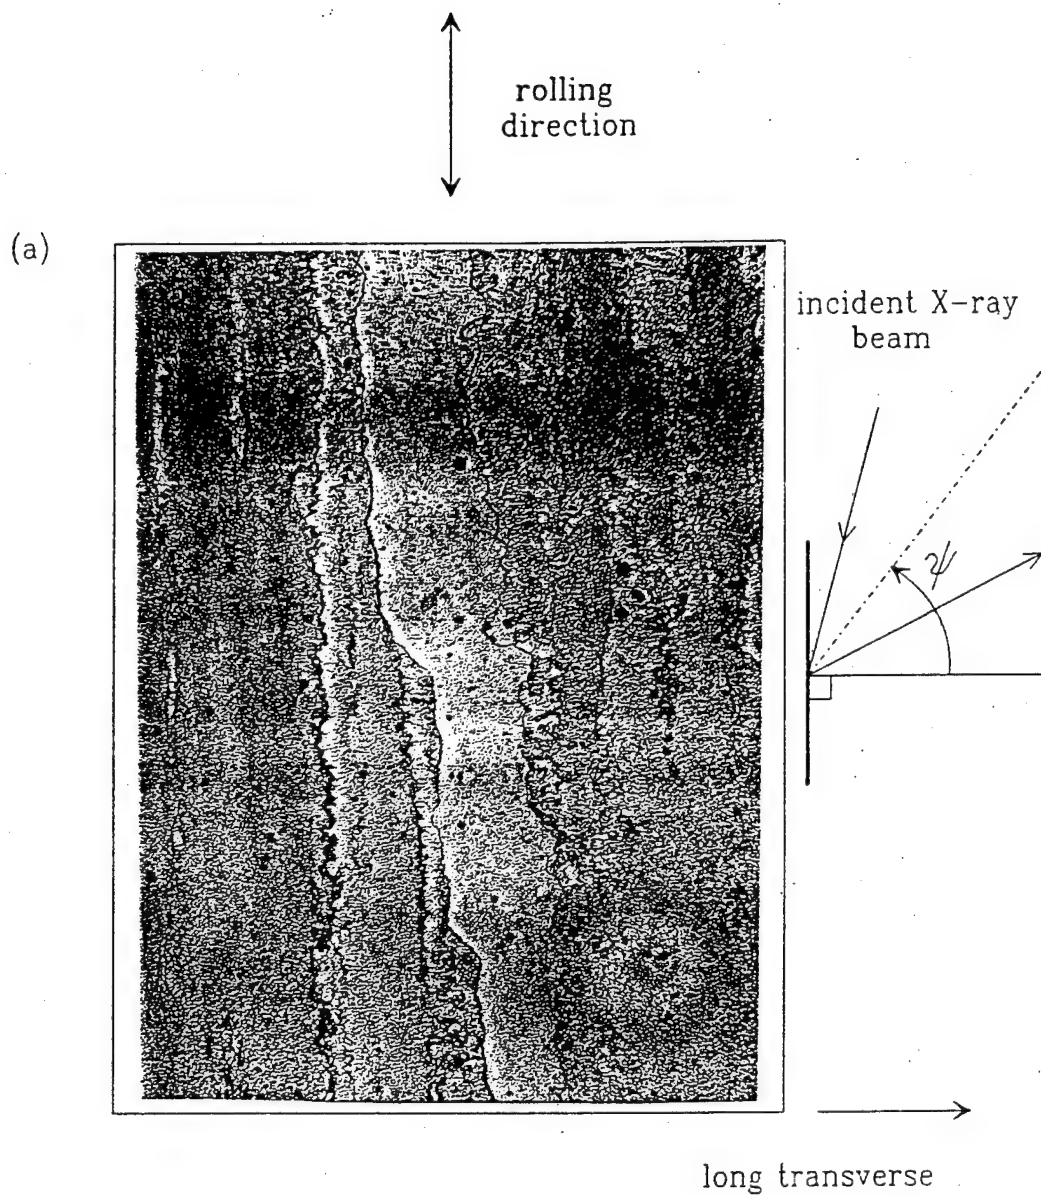 rolling
direction
(a)
incident X-ray
beam
ψ
long transverse